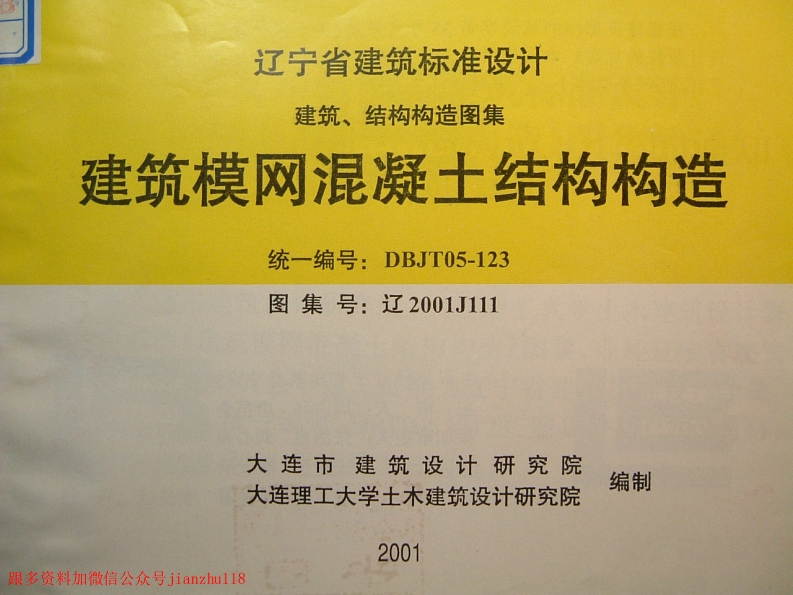 辽宁省建筑标准设计
建筑、结构构造图集
建筑模网混凝土结构构造
统一编号：DBJT05-123
图集号：辽2001J111
大连市建筑设计研究院
大连理工大学土木建筑设计研究院
编制
2001
跟多资料加微信公众号jianzhu118